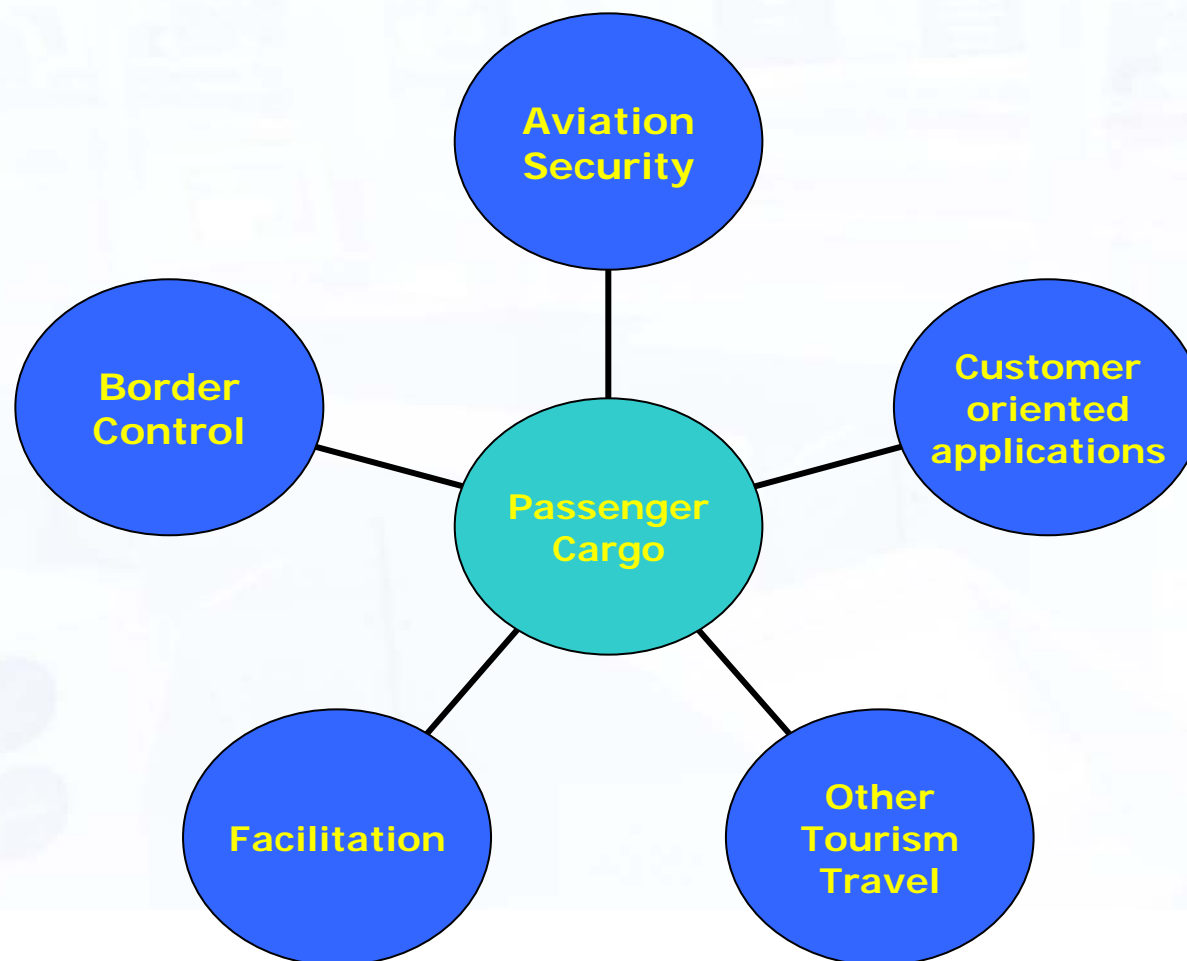 Aviation
Security
Border
Control
Customer
oriented
applications
Passenger
Cargo
Facilitation
Other
Tourism
Travel